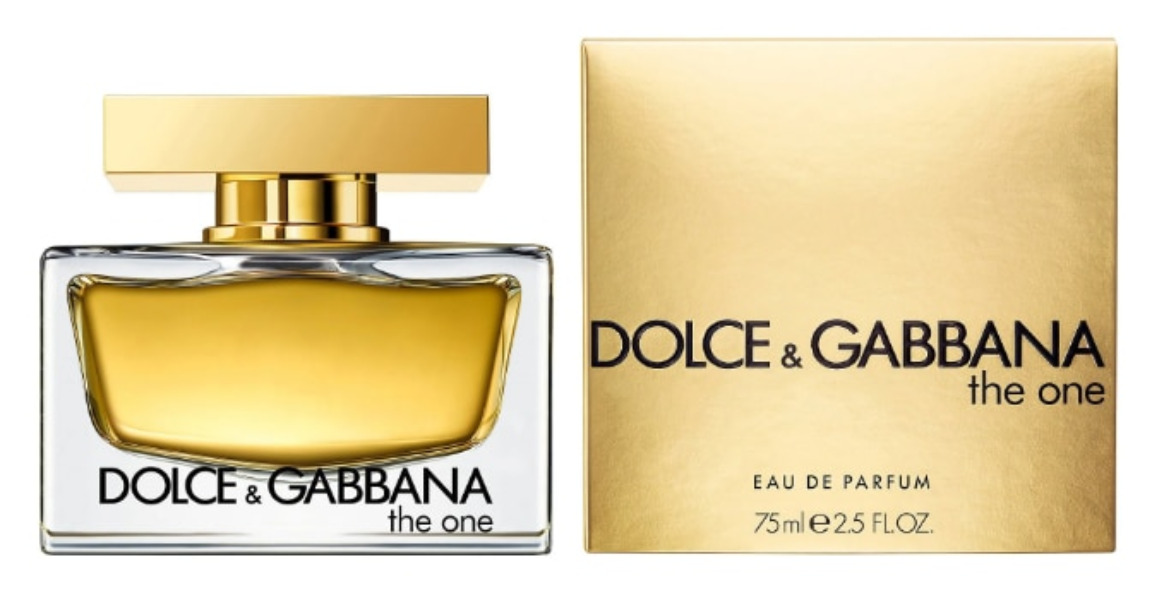 DOLCE & GABBANA
the one
DOLCE & GABBANA
the one
EAU DE PARFUM
75ml e 2.5 FL.OZ.